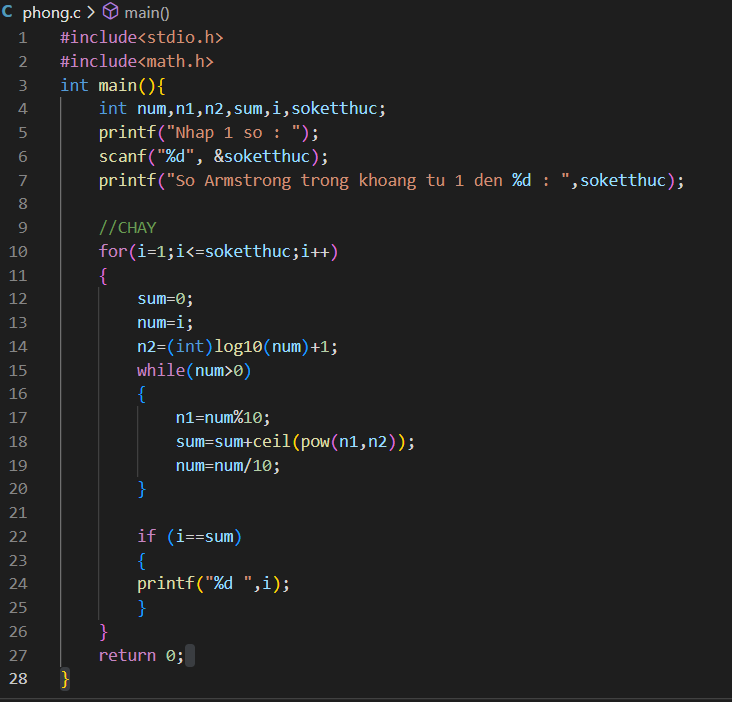 phong.c > main()
1 #include<stdio.h>
2 #include<math.h>
3 int main(){
4     int num,n1,n2,sum,i,soketthuc;
5     printf("Nhap 1 so : ");
6     scanf("%d", &soketthuc);
7     printf("So Armstrong trong khoang tu 1 den %d : ",soketthuc);
8
9     //CHAY
10     for(i=1;i<=soketthuc;i++)
11     {
12         sum=0;
13         num=i;
14         n2=(int)log10(num)+1;
15         while(num>0)
16         {
17             n1=num%10;
18             sum=sum+ceil(pow(n1,n2));
19             num=num/10;
20         }
21
22         if (i==sum)
23         {
24         printf("%d ",i);
25         }
26     }
27     return 0;
28 }